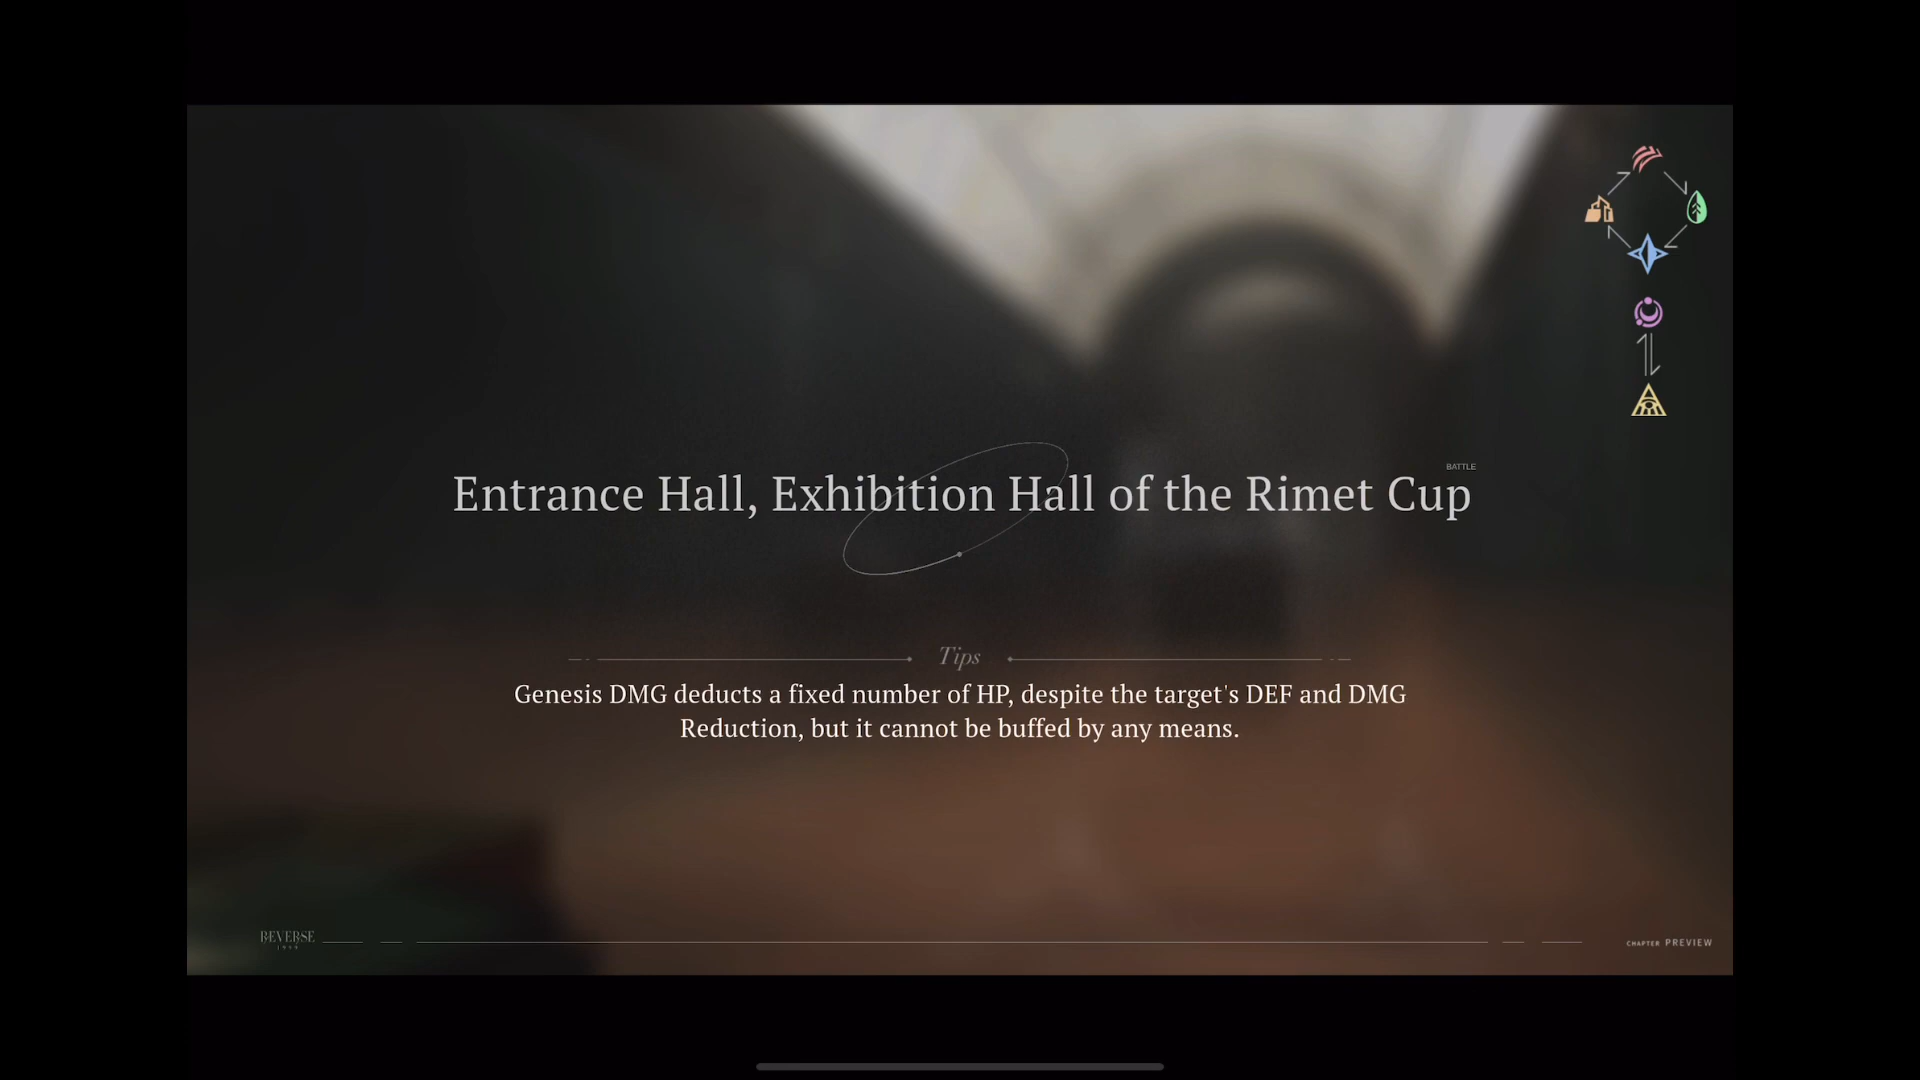 BATTLE
Entrance Hall, Exhibition Hall of the Rimet Cup
Tips
Genesis DMG deducts a fixed number of HP, despite the target's DEF and DMG
Reduction, but it cannot be buffed by any means.
REVERSE
1999
CHAPTER PREVIEW